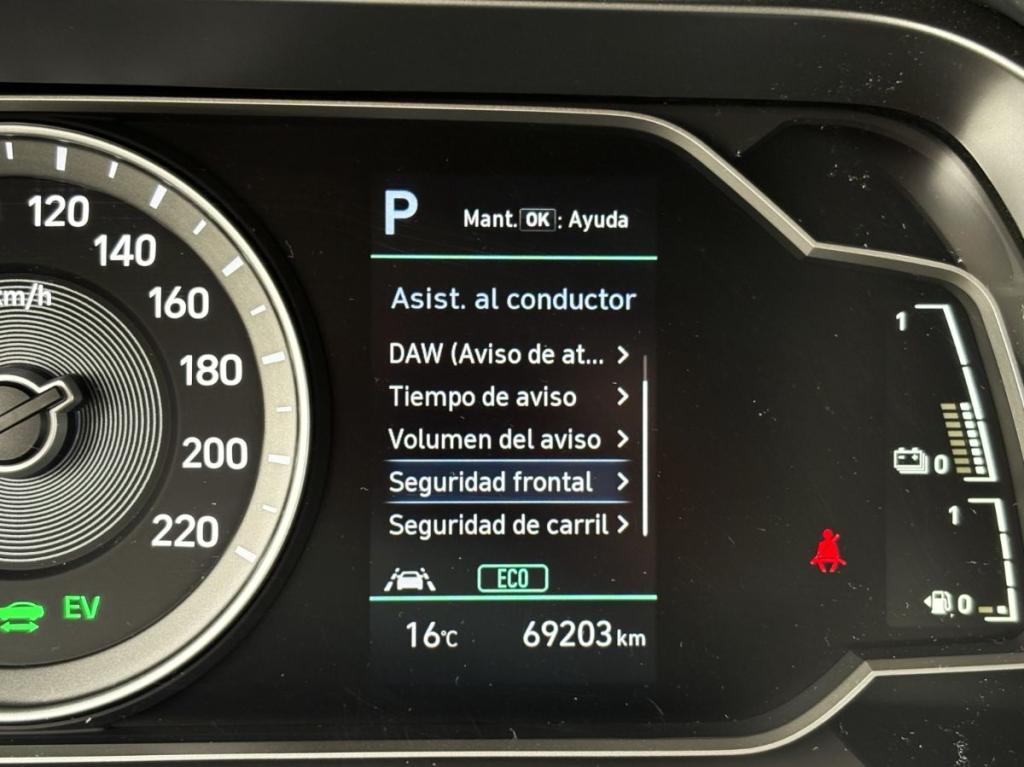 120
140
km/h
160
180
200
220
EV
P
Mant. OK : Ayuda
Asist. al conductor
DAW (Aviso de at... >
Tiempo de aviso >
Volumen del aviso >
Seguridad frontal >
Seguridad de carril >
ECO
16°C 69203 km
1
0
1
0